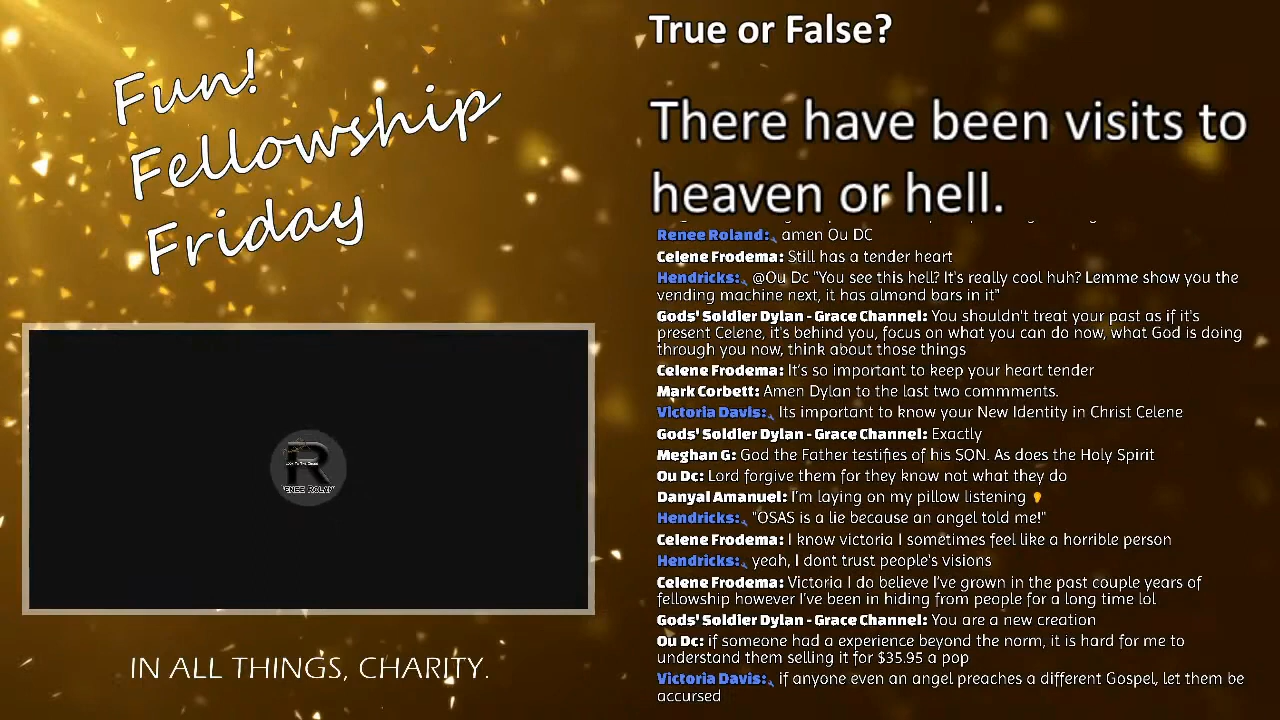 Fun!
Fellowship
Friday
RENEE ROLAN
IN ALL THINGS, CHARITY.
True or False?
There have been visits to
heaven or hell.
Renee Roland: amen Ou DC
Celene Frodema: Still has a tender heart
Hendricks: @Ou Dc "You see this hell? It's really cool huh? Lemme show you the
vending machine next, it has almond bars in it"
Gods' Soldier Dylan - Grace Channel: You shouldn't treat your past as if it's
present Celene, it's behind you, focus on what you can do now, what God is doing
through you now, think about those things
Celene Frodema: It's so important to keep your heart tender
Mark Corbett: Amen Dylan to the last two commments.
Victoria Davis: Its important to know your New Identity in Christ Celene
Gods' Soldier Dylan - Grace Channel: Exactly
Meghan G: God the Father testifies of his SON. As does the Holy Spirit
Ou Dc: Lord forgive them for they know not what they do
Danyal Amanuel: I'm laying on my pillow listening
Hendricks: "OSAS is a lie because an angel told me!"
Celene Frodema: I know victoria I sometimes feel like a horrible person
Hendricks: yeah, I dont trust people's visions
Celene Frodema: Victoria I do believe I've grown in the past couple years of
fellowship however I've been in hiding from people for a long time lol
Gods' Soldier Dylan - Grace Channel: You are a new creation
Ou Dc: if someone had a experience beyond the norm, it is hard for me to
understand them selling it for $35.95 a pop
Victoria Davis: if anyone even an angel preaches a different Gospel, let them be
accursed